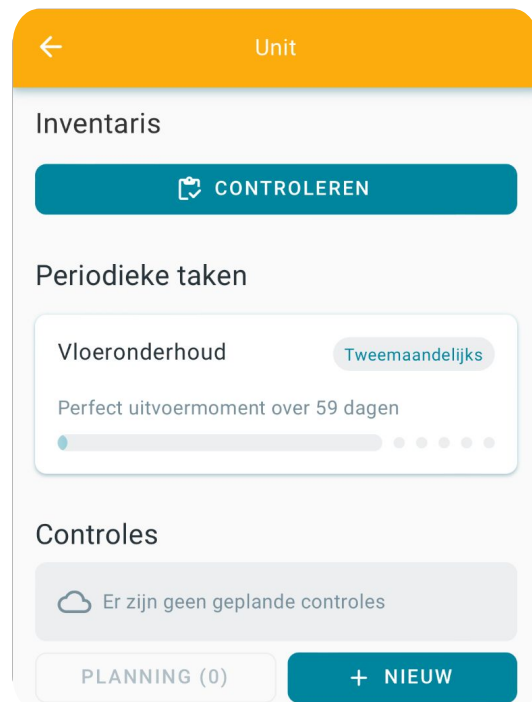 Unit
Inventaris
CONTROLEREN
Periodieke taken
Vloeronderhoud
Tweemaandelijks
Perfect uitvoermoment over 59 dagen
Controles
Er zijn geen geplande controles
PLANNING (0)
+ NIEUW